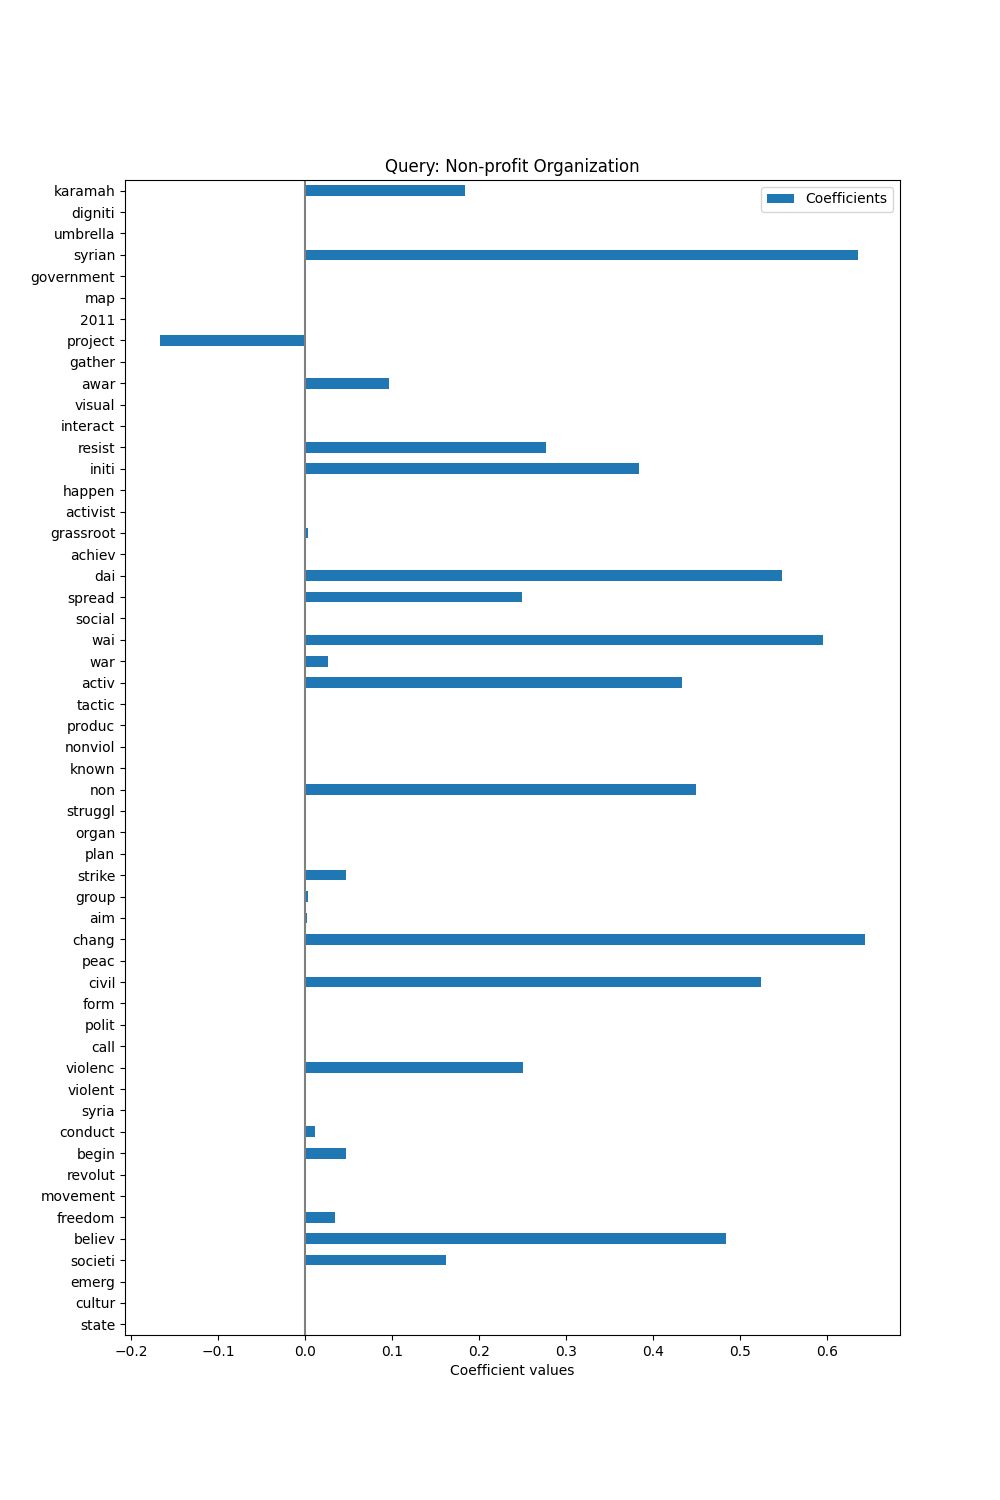 Query: Non-profit Organization
Coefficients
karamah
digniti
umbrella
syrian
government
map
2011
project
gather
awar
visual
interact
resist
initi
happen
activist
grassroot
achiev
dai
spread
social
wai
war
activ
tactic
produc
nonviol
known
non
struggl
organ
plan
strike
group
aim
chang
peac
civil
form
polit
call
violenc
violent
syria
conduct
begin
revolut
movement
freedom
believ
societi
emerg
cultur
state
−0.2 −0.1 0.0 0.1 0.2 0.3 0.4 0.5 0.6
Coefficient values